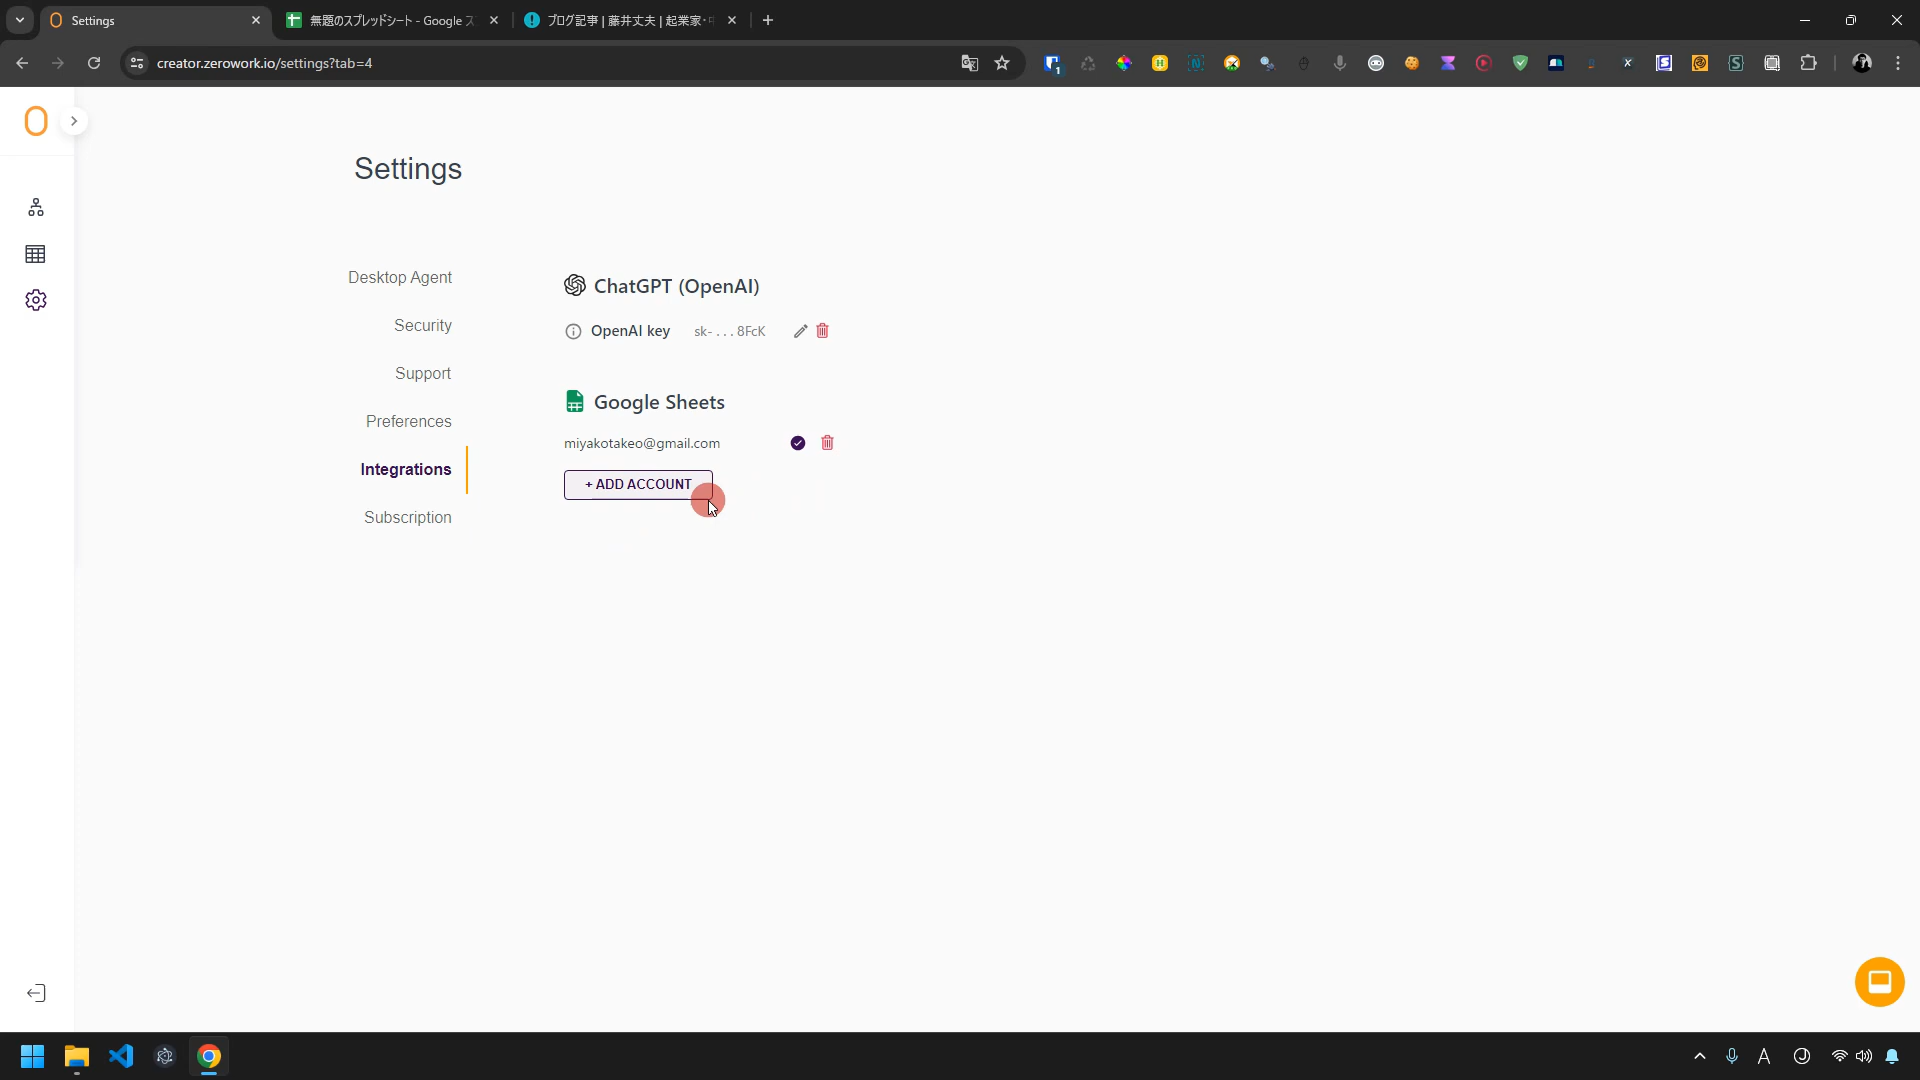 Settings
無題のスプレッドシート - Google ス
ブログ記事 | 藤井丈夫 | 起業家・
creator.zerowork.io/settings?tab=4
1
Settings
Desktop Agent
Security
Support
Preferences
Integrations
Subscription
ChatGPT (OpenAI)
OpenAI key sk- . . . 8FcK
Google Sheets
miyakotakeo@gmail.com
+ ADD ACCOUNT
A